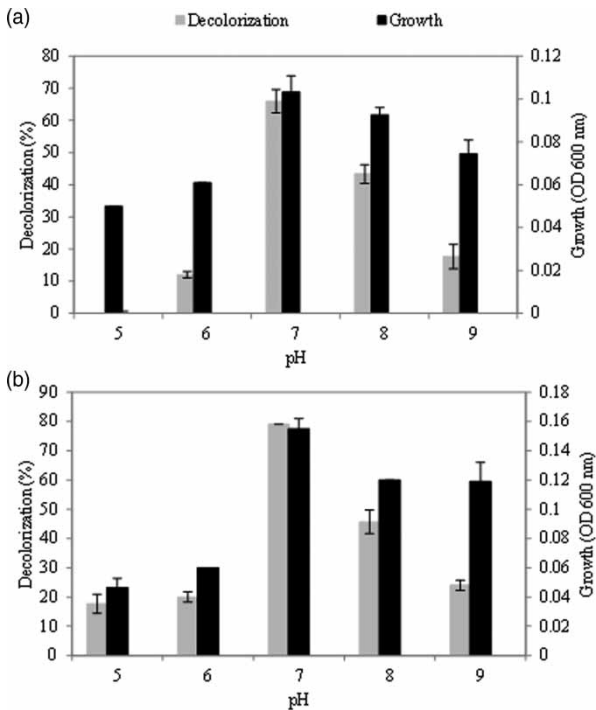 (a)
Decolorization Growth
80 0.12
70
60 0.1
50 0.08
40 0.06
30
20 0.04
10 0.02
0 0
5 6 7 8 9
pH
Decolorization (%)
Growth (OD 600 nm)
(b)
90 0.18
80 0.16
70 0.14
60 0.12
50 0.1
40 0.08
30 0.06
20 0.04
10 0.02
0 0
5 6 7 8 9
pH
Decolorization (%)
Growth (OD 600 nm)